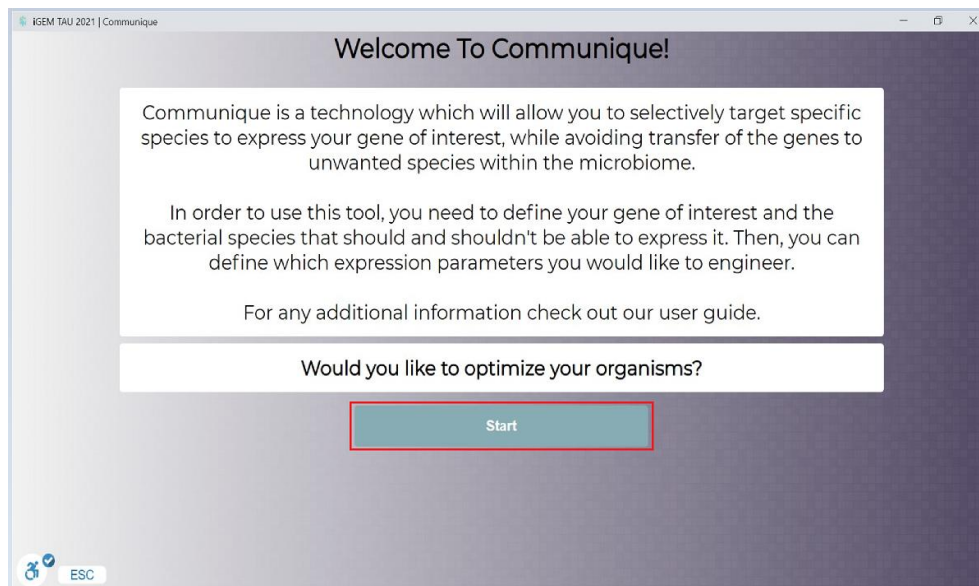 iGEM TAU 2021 | Communique
Welcome To Communique!
Communique is a technology which will allow you to selectively target specific
species to express your gene of interest, while avoiding transfer of the genes to
unwanted species within the microbiome.
In order to use this tool, you need to define your gene of interest and the
bacterial species that should and shouldn't be able to express it. Then, you can
define which expression parameters you would like to engineer.
For any additional information check out our user guide.
Would you like to optimize your organisms?
Start
ESC